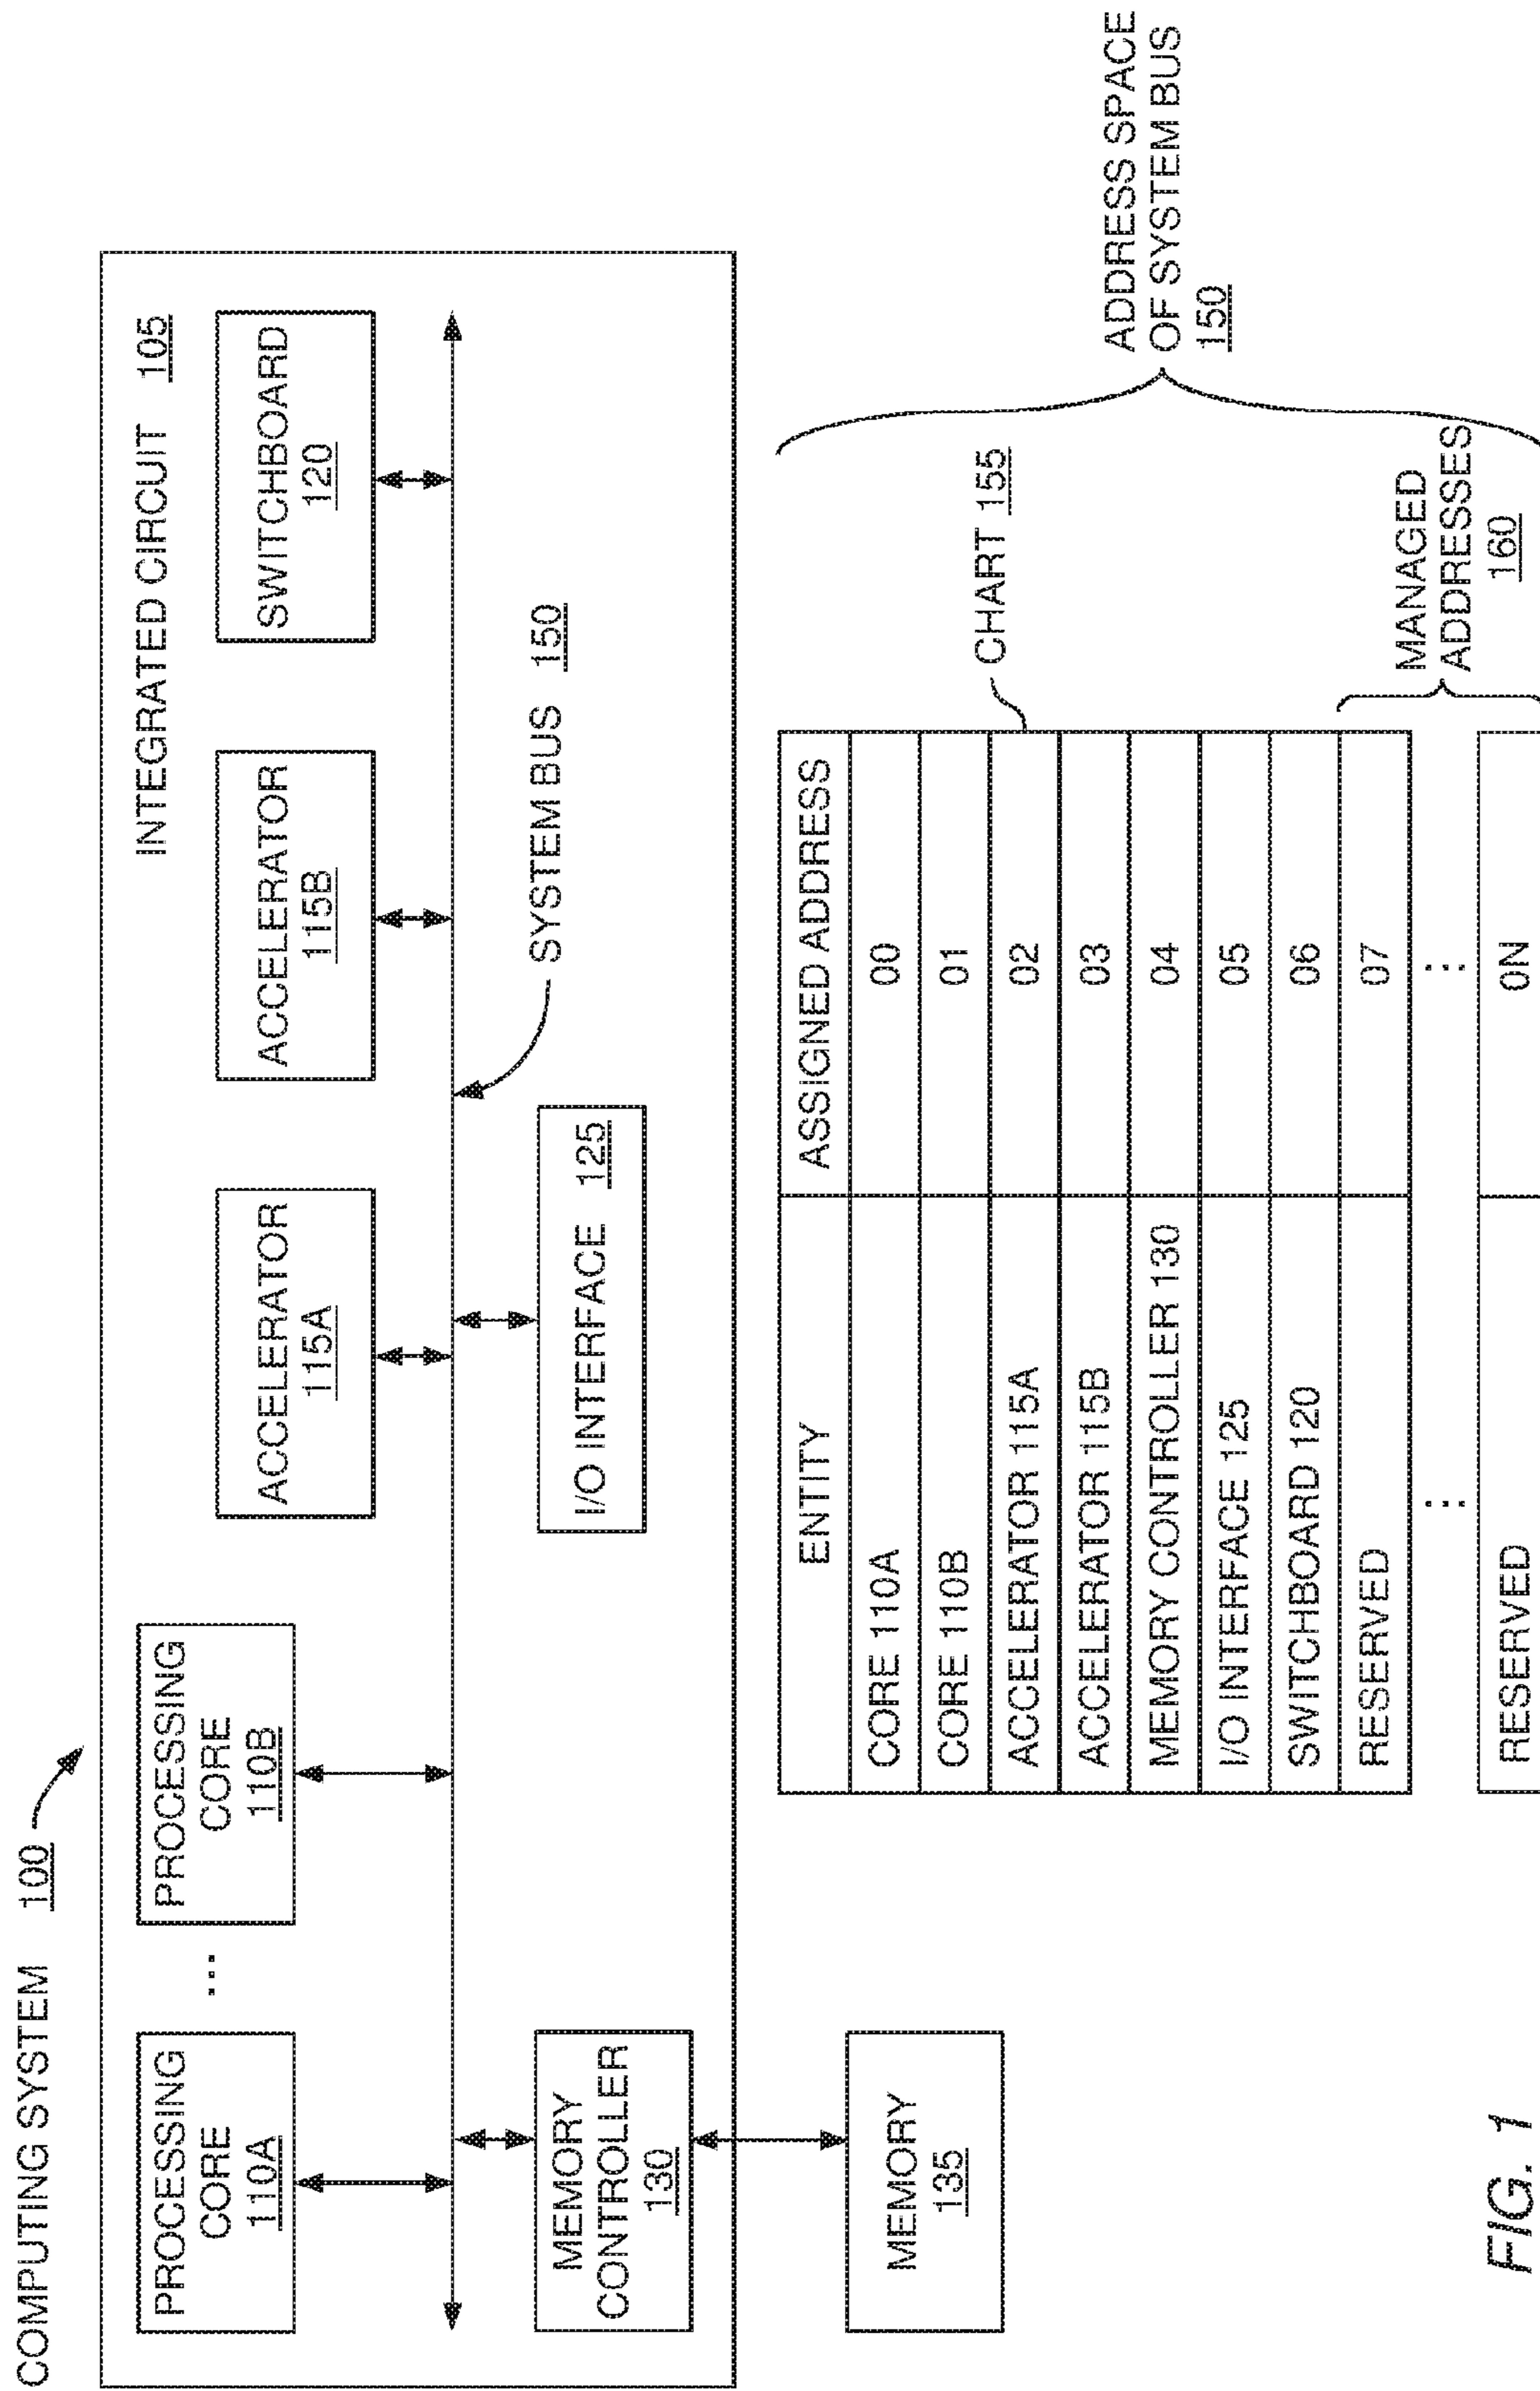 COMPUTING SYSTEM 100
INTEGRATED CIRCUIT 105
PROCESSING
CORE
110A
...
PROCESSING
CORE
110B
ACCELERATOR
115A
ACCELERATOR
115B
SWITCHBOARD
120
SYSTEM BUS 150
MEMORY
CONTROLLER
130
I/O INTERFACE 125
MEMORY
135
ENTITY ASSIGNED ADDRESS
CORE 110A 00
CORE 110B 01
ACCELERATOR 115A 02
ACCELERATOR 115B 03
MEMORY CONTROLLER 130 04
I/O INTERFACE 125 05
SWITCHBOARD 120 06
RESERVED 07
... ...
RESERVED 0N
CHART 155
MANAGED
ADDRESSES
160
ADDRESS SPACE
OF SYSTEM BUS
150
FIG. 1